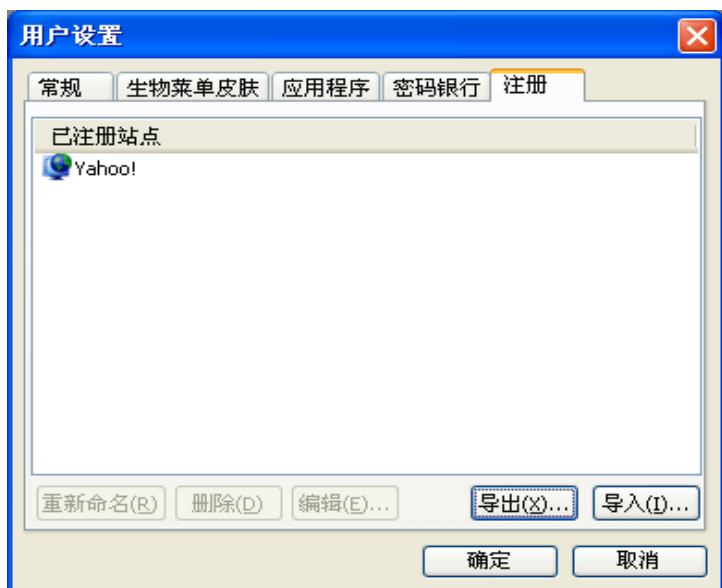 用户设置
常规 生物菜单皮肤 应用程序 密码银行 注册
已注册站点
Yahoo!
重新命名(R) 删除(D) 编辑(E)... 导出(X)... 导入(I)...
确定 取消